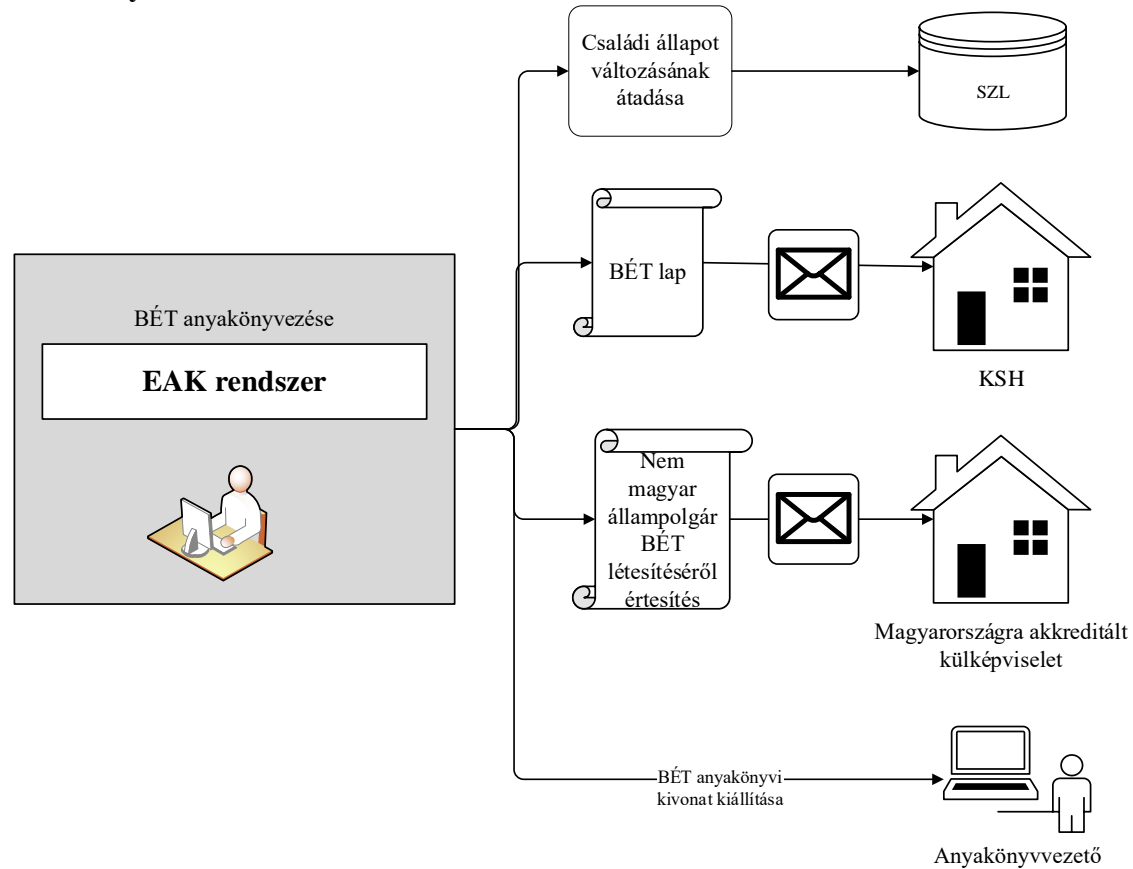 Családi állapot
változásának
átadása
SZL
BÉT lap
KSH
BÉT anyakönyvezése
EAK rendszer
Nem
magyar
állampolgár
BÉT
létesítéséről
értesítés
Magyarországra akkreditált
külképviselet
BÉT anyakönyvi
kivonat kiállítása
Anyakönyvvezető